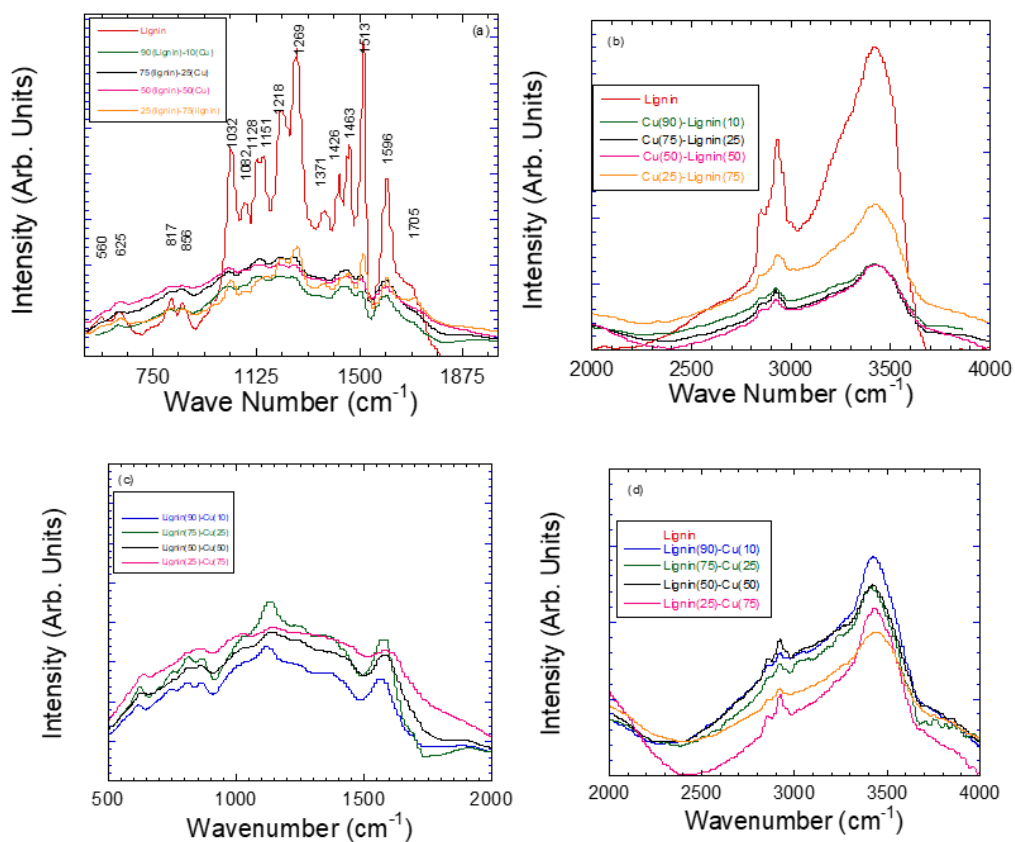 (a)
Lignin
90(Lignin)-10(Cu)
75(lignin)-25(Cu)
50(lignin)-50(Cu)
25(lignin)-75(lignin)
560
625
817
856
1032
1082
1128
1151
1218
1269
1371
1426
1463
1513
1596
1705
Intensity (Arb. Units)
750
1125
1500
1875
Wave Number (cm-1)
(b)
Lignin
Cu(90)-Lignin(10)
Cu(75)-Lignin(25)
Cu(50)-Lignin(50)
Cu(25)-Lignin(75)
Intensity (Arb. Units)
2000
2500
3000
3500
4000
Wave Number (cm-1)
(c)
Lignin(90)-Cu(10)
Lignin(75)-Cu(25)
Lignin(50)-Cu(50)
Lignin(25)-Cu(75)
Intensity (Arb. Units)
500
1000
1500
2000
Wavenumber (cm-1)
(d)
Lignin
Lignin(90)-Cu(10)
Lignin(75)-Cu(25)
Lignin(50)-Cu(50)
Lignin(25)-Cu(75)
Intensity (Arb. Units)
2000
2500
3000
3500
4000
Wavenumber (cm-1)